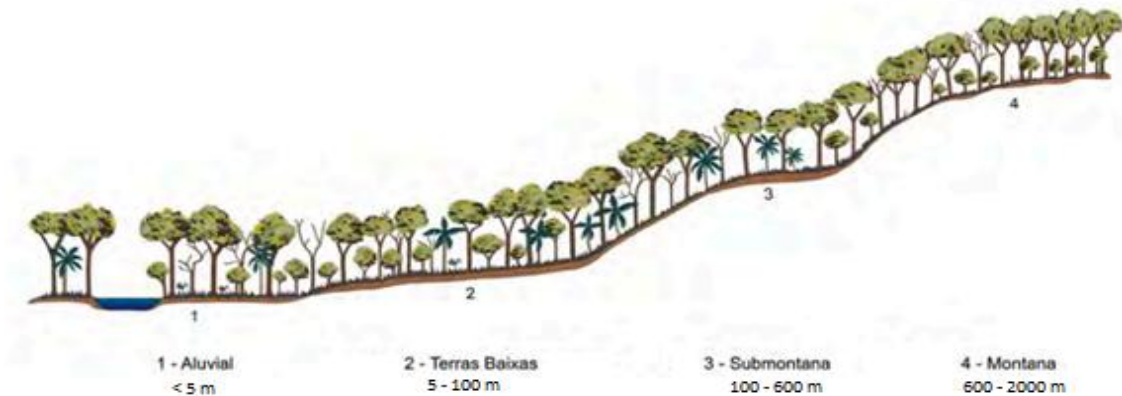 1
2
3
4
1 - Aluvial
2 - Terras Baixas
3 - Submontana
4 - Montana
< 5 m
5 - 100 m
100 - 600 m
600 - 2000 m